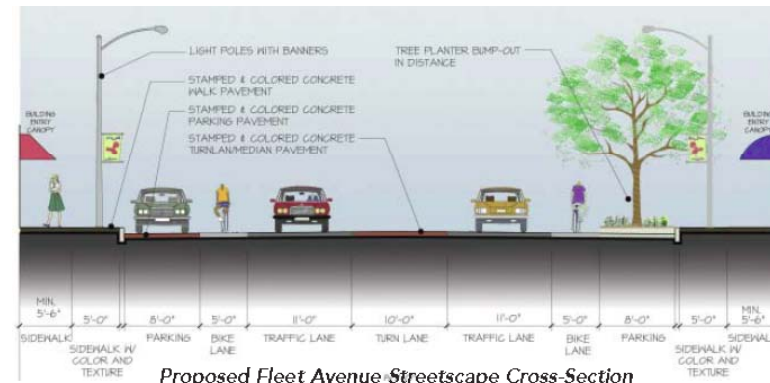 LIGHT POLES WITH BANNERS
TREE PLANTER BUMP-OUT
IN DISTANCE
STAMPED & COLORED CONCRETE
WALK PAVEMENT
STAMPED & COLORED CONCRETE
PARKING PAVEMENT
STAMPED & COLORED CONCRETE
TURNLAN/MEDIAN PAVEMENT
BUILDING
ENTRY
CANOPY
BUILDING
ENTRY
CANOPY
MIN.
5'-6"
5'-0"
8'-0"
5'-0"
11'-0"
10'-0"
11'-0"
5'-0"
8'-0"
5'-0"
MIN.
5'-6"
SIDEWALK
SIDEWALK W/
COLOR AND
TEXTURE
PARKING
BIKE
LANE
TRAFFIC LANE
TURN LANE
TRAFFIC LANE
BIKE
LANE
PARKING
SIDEWALK W/
COLOR AND
TEXTURE
SIDEWAL
Proposed Fleet Avenue Streetscape Cross-Section